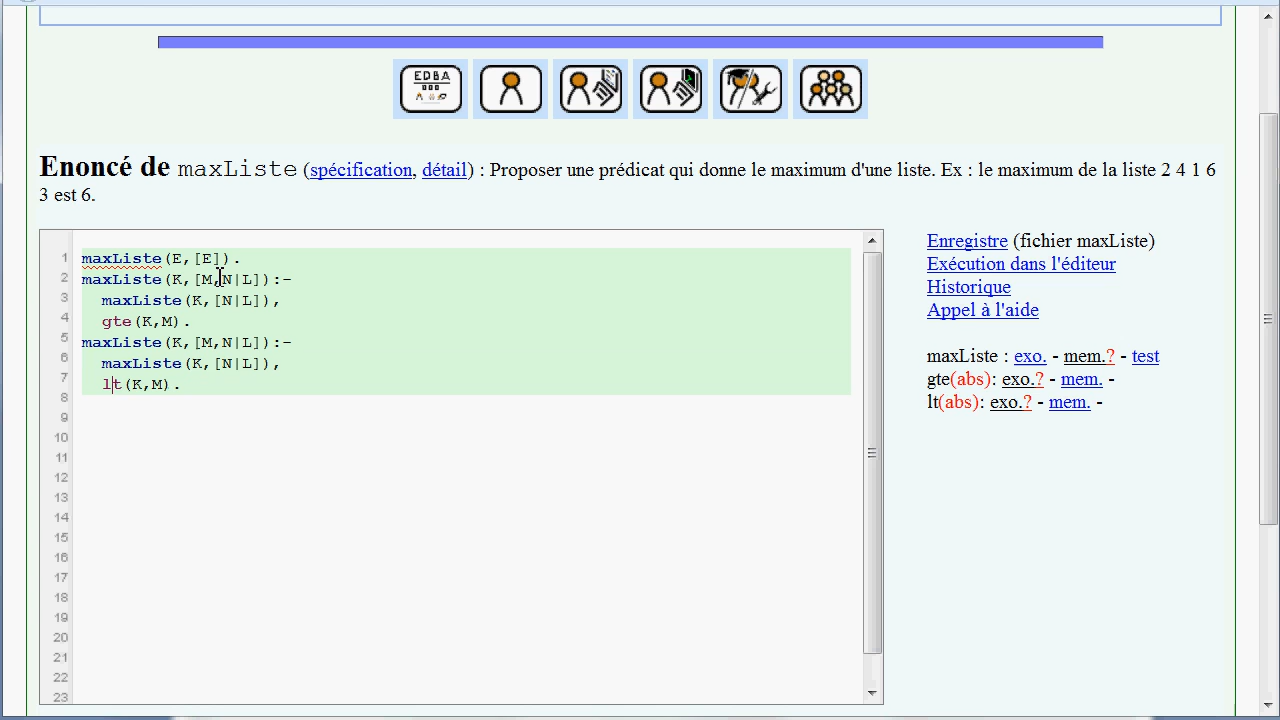 EDBA
Enoncé de maxListe (spécification, détail) : Proposer une prédicat qui donne le maximum d'une liste. Ex : le maximum de la liste 2 4 1 6
3 est 6.
1 maxListe(E,[E]).
2 maxListe(K,[M,N|L]):-
3 maxListe(K,[N|L]),
4 gte(K,M).
5 maxListe(K,[M,N|L]):-
6 maxListe(K,[N|L]),
7 lt(K,M).
8
9
10
11
12
13
14
15
16
17
18
19
20
21
22
23
Enregistre (fichier maxListe)
Exécution dans l'éditeur
Historique
Appel à l'aide
maxListe : exo. - mem.? - test
gte(abs): exo.? - mem. -
lt(abs): exo.? - mem. -